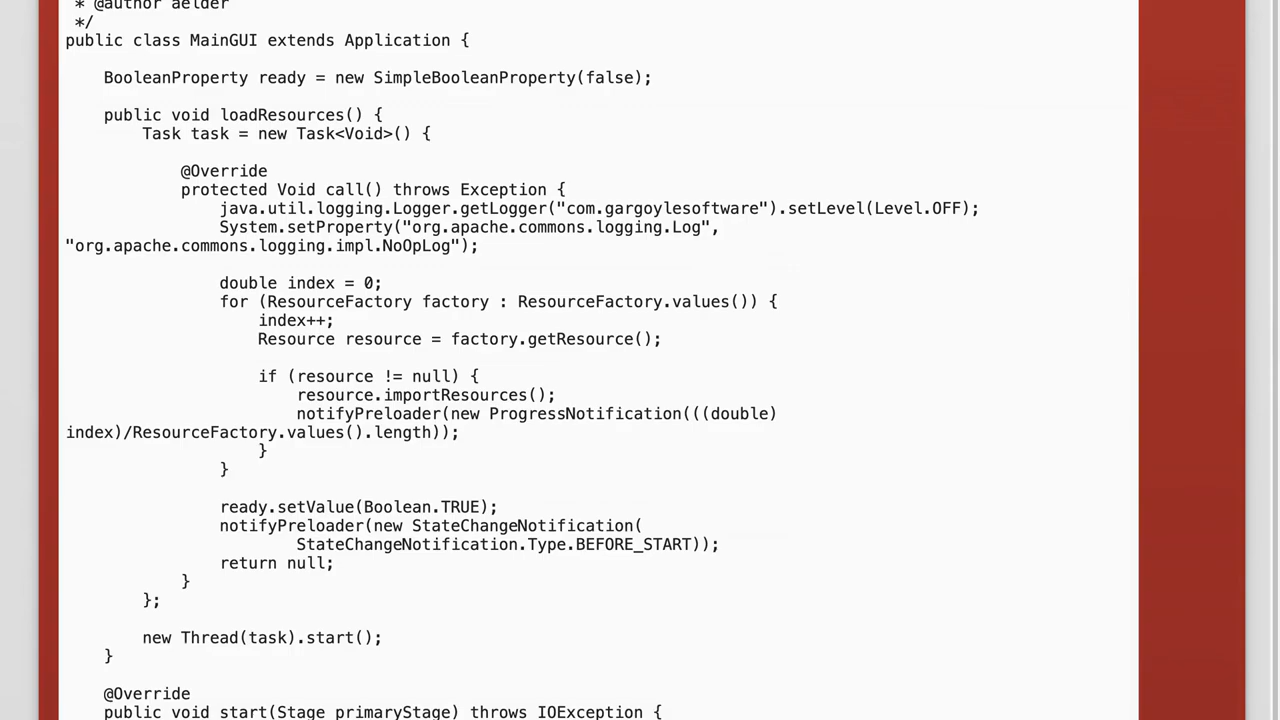 * @author aelder
*/
public class MainGUI extends Application {
BooleanProperty ready = new SimpleBooleanProperty(false);
public void loadResources() {
Task task = new Task<Void>() {
@Override
protected Void call() throws Exception {
java.util.logging.Logger.getLogger("com.gargoylesoftware").setLevel(Level.OFF);
System.setProperty("org.apache.commons.logging.Log",
"org.apache.commons.logging.impl.NoOpLog");
double index = 0;
for (ResourceFactory factory : ResourceFactory.values()) {
index++;
Resource resource = factory.getResource();
if (resource != null) {
resource.importResources();
notifyPreloader(new ProgressNotification(((double)
index)/ResourceFactory.values().length));
}
}
ready.setValue(Boolean.TRUE);
notifyPreloader(new StateChangeNotification(
StateChangeNotification.Type.BEFORE_START));
return null;
}
};
new Thread(task).start();
}
@Override
public void start(Stage primaryStage) throws IOException {